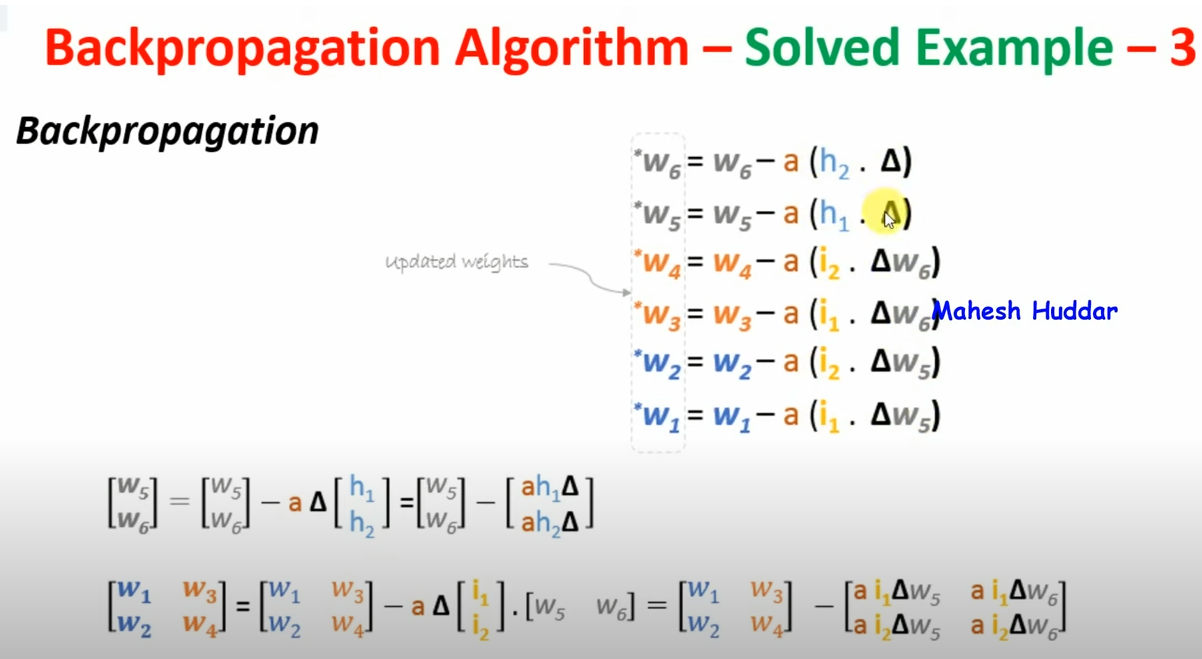 Backpropagation Algorithm – Solved Example – 3
Backpropagation
*w₆ = w₆ – a (h₂ . Δ)
*w₅ = w₅ – a (h₁ . Δ)
updated weights
*w₄ = w₄ – a (i₂ . Δw₆)
*w₃ = w₃ – a (i₁ . Δw₆)
Mahesh Huddar
*w₂ = w₂ – a (i₂ . Δw₅)
*w₁ = w₁ – a (i₁ . Δw₅)
[w₅ w₆] = [w₅ w₆] – a Δ [h₁ h₂] = [w₅ w₆] – [ah₁Δ ah₂Δ]
[w₁ w₃ w₂ w₄] = [w₁ w₃ w₂ w₄] – a Δ [i₁ i₂] . [w₅ w₆] = [w₁ w₃ w₂ w₄] – [a i₁Δw₅ a i₁Δw₆ a i₂Δw₅ a i₂Δw₆]